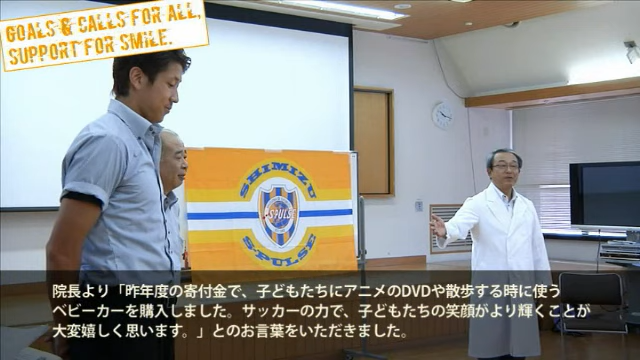 GOALS & CALLS FOR ALL,
SUPPORT FOR SMILE.
SHIMIZU
S-PULSE
S-PULSE
院長より「昨年度の寄付金で、子どもたちにアニメのDVDや散歩する時に使う
ベビーカーを購入しました。サッカーの力で、子どもたちの笑顔がより輝くことが
大変嬉しく思います。」とのお言葉をいただきました。